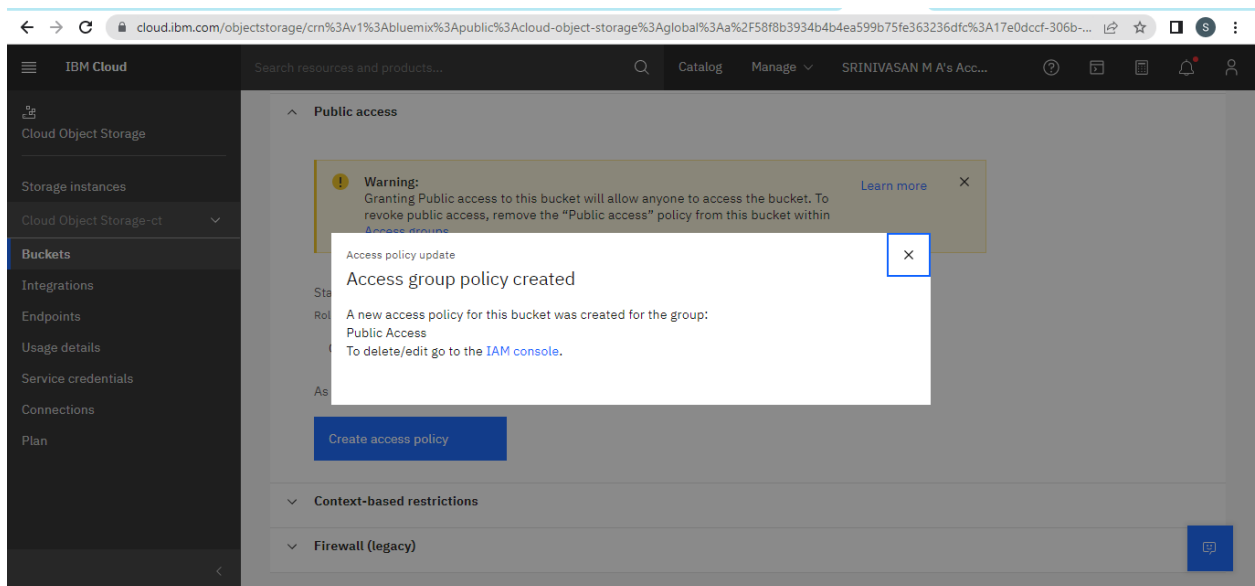 cloud.ibm.com/objectstorage/crn%3Av1%3Abluemix%3Apublic%3Acloud-object-storage%3Aglobal%3Aa%2F58f8b3934b4b4ea599b75fe363236dfc%3A17e0dccf-306b-...
S
IBM Cloud
Search resources and products...
Catalog
Manage
SRINIVASAN M A's Acc...
Cloud Object Storage
Storage instances
Cloud Object Storage-ct
Buckets
Integrations
Endpoints
Usage details
Service credentials
Connections
Plan
Public access
Warning:
Learn more
Granting Public access to this bucket will allow anyone to access the bucket. To
revoke public access, remove the “Public access” policy from this bucket within
Access groups
Access policy update
Access group policy created
Sta
Rol
A new access policy for this bucket was created for the group:
Public Access
To delete/edit go to the IAM console.
As
Create access policy
Context-based restrictions
Firewall (legacy)